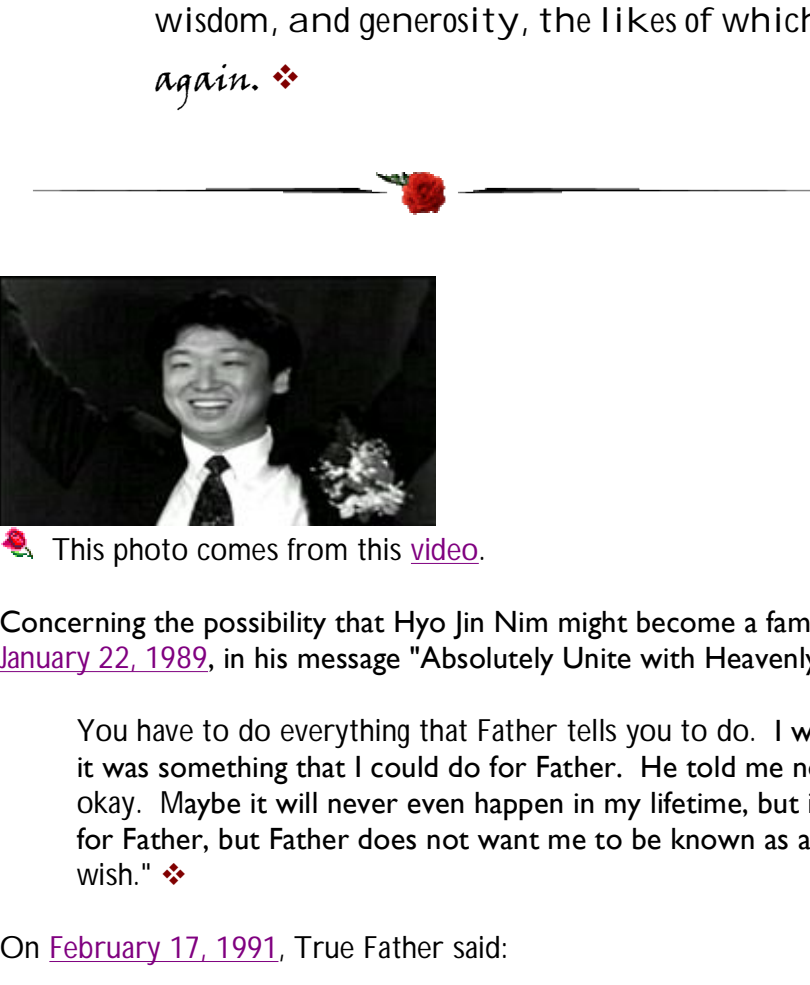 wisdom, and generosity, the likes of which
again. ❖
This photo comes from this video.
Concerning the possibility that Hyo Jin Nim might become a fam
January 22, 1989, in his message "Absolutely Unite with Heavenly
You have to do everything that Father tells you to do.  I w
it was something that I could do for Father.  He told me n
okay.  Maybe it will never even happen in my lifetime, but i
for Father, but Father does not want me to be known as a
wish." ❖
On February 17, 1991, True Father said: